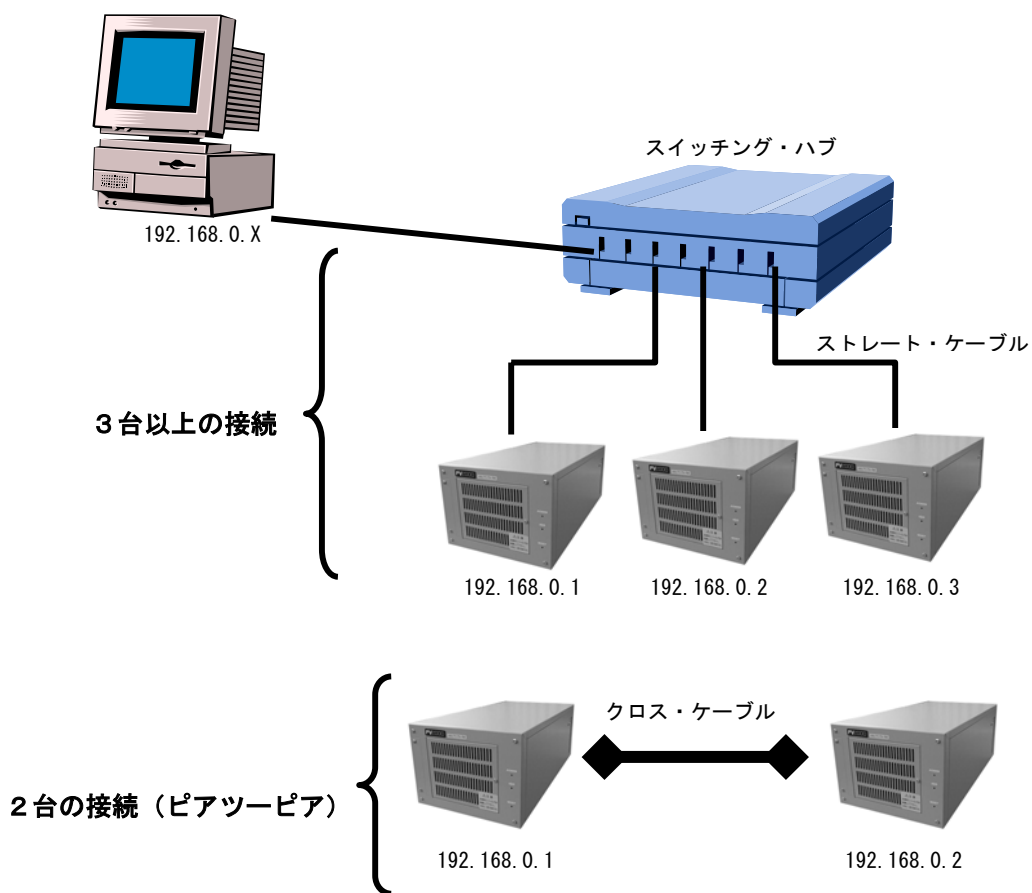 スイッチング・ハブ
192.168.0.X
ストレート・ケーブル
３台以上の接続
192.168.0.1
192.168.0.2
192.168.0.3
クロス・ケーブル
２台の接続（ピアツーピア）
192.168.0.1
192.168.0.2